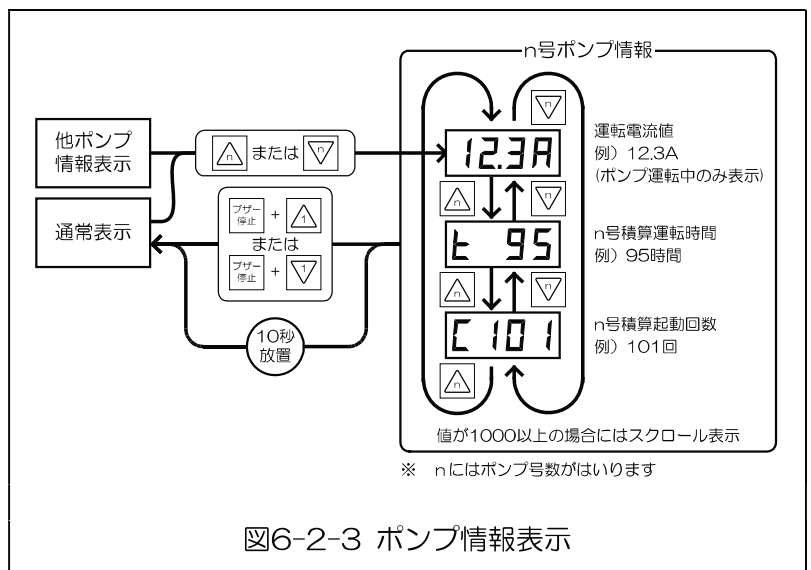 n号ポンプ情報
他ポンプ
情報表示
n
または
n
通常表示
ブザー
停止
+
1
または
ブザー
停止
+
1
10秒
放置
n
12.3A
運転電流値
例）12.3A
(ポンプ運転中のみ表示)
n
n
t 95
n号積算運転時間
例）95時間
n
n
C101
n号積算起動回数
例）101回
n
値が1000以上の場合にはスクロール表示
※ nにはポンプ号数がはいります
図6-2-3 ポンプ情報表示